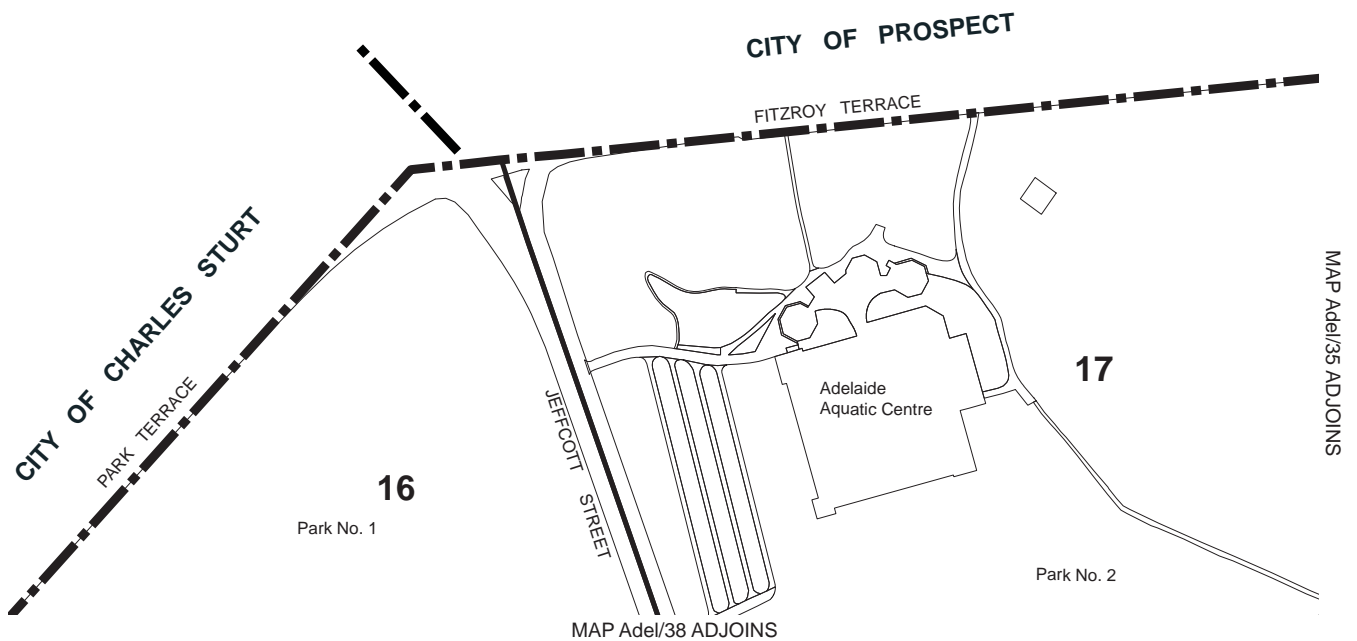 CITY OF PROSPECT
FITZROY TERRACE
CITY OF CHARLES STURT
PARK TERRACE
MAP Adel/35 ADJOINS
17
Adelaide
Aquatic Centre
JEFFCOTT STREET
16
Park No. 1
Park No. 2
MAP Adel/38 ADJOINS